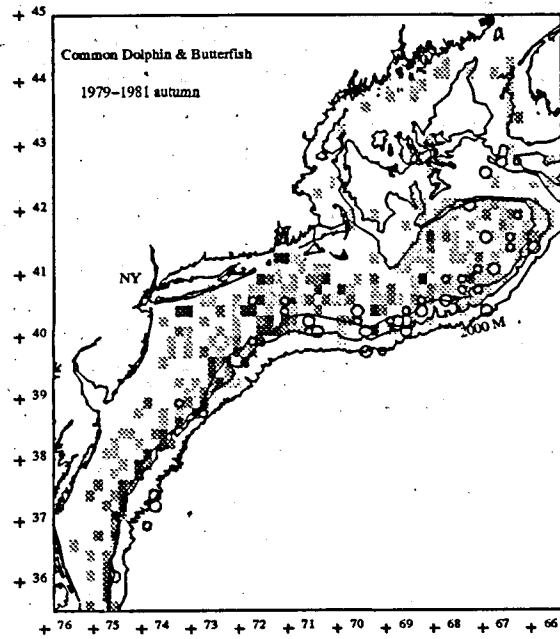 + 45
Common Dolphin & Butterfish
+ 44
1979-1981 autumn
+ 43
+ 42
+ 41
NY
+ 40
2000 M
+ 39
+ 38
+ 37
+ 36
+ 76 + 75 + 74 + 73 + 72 + 71 + 70 + 69 + 68 + 67 + 66